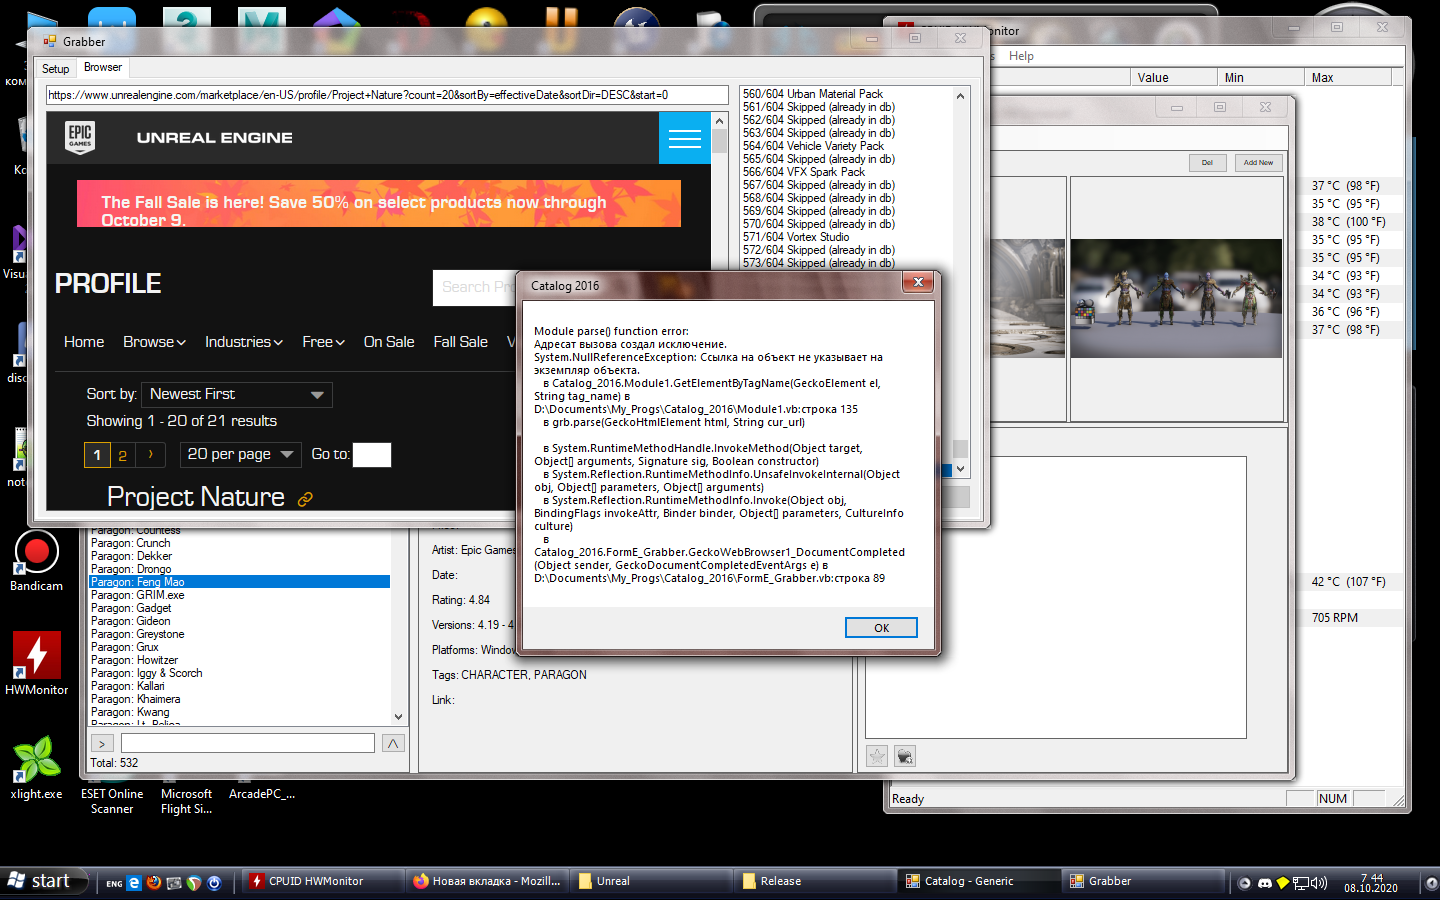 Grabber
Setup
Browser
https://www.unrealengine.com/marketplace/en-US/profile/Project+Nature?count=20&sortBy=effectiveDate&sortDir=DESC&start=0
EPIC
GAMES
UNREAL ENGINE
The Fall Sale is here! Save 50% on select products now through
October 9.
PROFILE
Home
Browse
Industries
Free
On Sale
Fall Sale
Sort by:
Newest First
Showing 1 - 20 of 21 results
1
2
›
20 per page
Go to:
Project Nature
560/604 Urban Material Pack
561/604 Skipped (already in db)
562/604 Skipped (already in db)
563/604 Skipped (already in db)
564/604 Vehicle Variety Pack
565/604 Skipped (already in db)
566/604 VFX Spark Pack
567/604 Skipped (already in db)
568/604 Skipped (already in db)
569/604 Skipped (already in db)
570/604 Skipped (already in db)
571/604 Vortex Studio
572/604 Skipped (already in db)
573/604 Skipped (already in db)
Catalog 2016
Module parse() function error:
Адресат вызова создал исключение.
System.NullReferenceException: Ссылка на объект не указывает на
экземпляр объекта.
в Catalog_2016.Module1.GetElementByTagName(GeckoElement el,
String tag_name) в
D:\Documents\My_Progs\Catalog_2016\Module1.vb:строка 135
в grb.parse(GeckoHtmlElement html, String cur_url)
в System.RuntimeMethodHandle.InvokeMethod(Object target,
Object[] arguments, Signature sig, Boolean constructor)
в System.Reflection.RuntimeMethodInfo.UnsafeInvokeInternal(Object
obj, Object[] parameters, Object[] arguments)
в System.Reflection.RuntimeMethodInfo.Invoke(Object obj,
BindingFlags invokeAttr, Binder binder, Object[] parameters, CultureInfo
culture)
в
Catalog_2016.FormE_Grabber.GeckoWebBrowser1_DocumentCompleted
(Object sender, GeckoDocumentCompletedEventArgs e) в
D:\Documents\My_Progs\Catalog_2016\FormE_Grabber.vb:строка 89
OK
Help
Value
Min
Max
Del
Add New
37 °C (98 °F)
35 °C (95 °F)
38 °C (100 °F)
35 °C (95 °F)
35 °C (95 °F)
34 °C (93 °F)
34 °C (93 °F)
36 °C (96 °F)
37 °C (98 °F)
42 °C (107 °F)
705 RPM
Ready
NUM
Paragon: Countess
Paragon: Crunch
Paragon: Dekker
Paragon: Drongo
Paragon: Feng Mao
Paragon: GRIM.exe
Paragon: Gadget
Paragon: Gideon
Paragon: Greystone
Paragon: Grux
Paragon: Howitzer
Paragon: Iggy & Scorch
Paragon: Kallari
Paragon: Khaimera
Paragon: Kwang
Paragon: Lt. Belica
>
/\
Total: 532
Artist: Epic Games
Date:
Rating: 4.84
Versions: 4.19 - 4
Platforms: Window
Tags: CHARACTER, PARAGON
Link:
Bandicam
HWMonitor
xlight.exe
ESET Online
Scanner
Microsoft
Flight Si...
ArcadePC_...
start
ENG
CPUID HWMonitor
Новая вкладка - Mozill...
Unreal
Release
Catalog - Generic
Grabber
7 44
08.10.2020